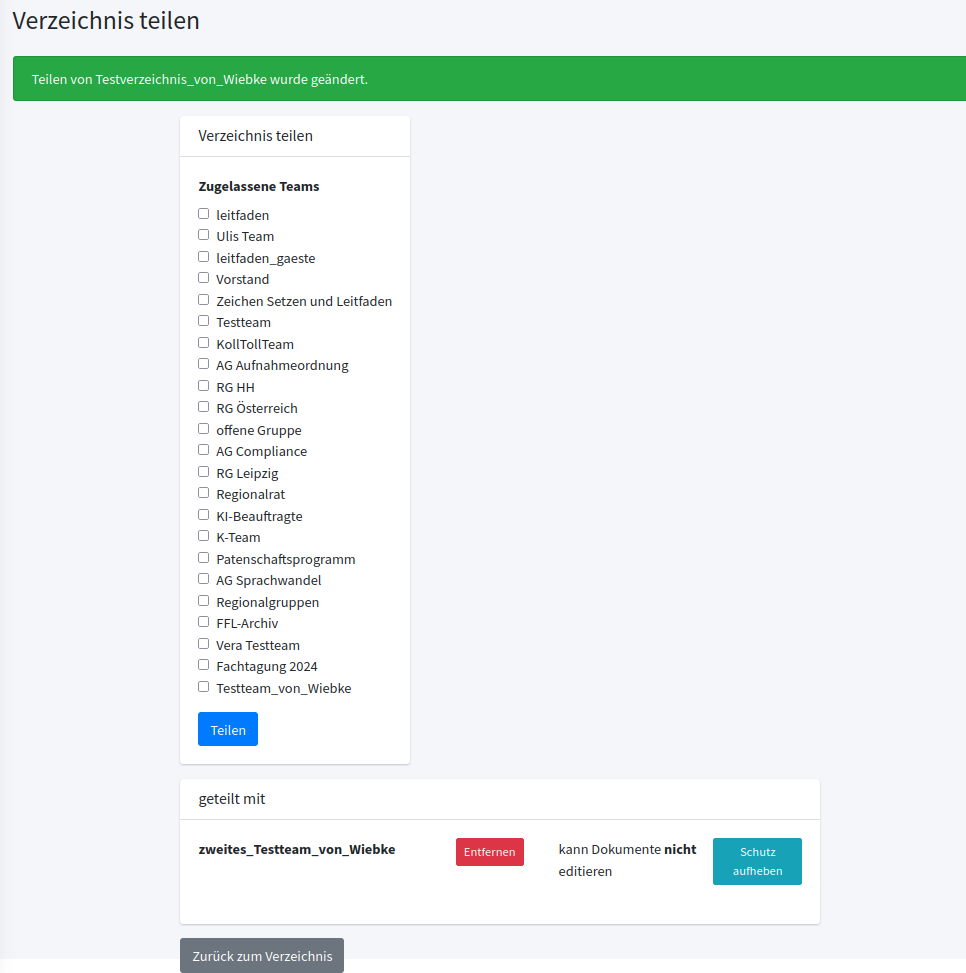 Verzeichnis teilen
Teilen von Testverzeichnis_von_Wiebke wurde geändert.
Verzeichnis teilen
Zugelassene Teams
leitfaden
Ulis Team
leitfaden_gaeste
Vorstand
Zeichen Setzen und Leitfaden
Testteam
KollTollTeam
AG Aufnahmeordnung
RG HH
RG Österreich
offene Gruppe
AG Compliance
RG Leipzig
Regionalrat
KI-Beauftragte
K-Team
Patenschaftsprogramm
AG Sprachwandel
Regionalgruppen
FFL-Archiv
Vera Testteam
Fachtagung 2024
Testteam_von_Wiebke
Teilen
geteilt mit
zweites_Testteam_von_Wiebke
Entfernen
kann Dokumente nicht
editieren
Schutz
aufheben
Zurück zum Verzeichnis